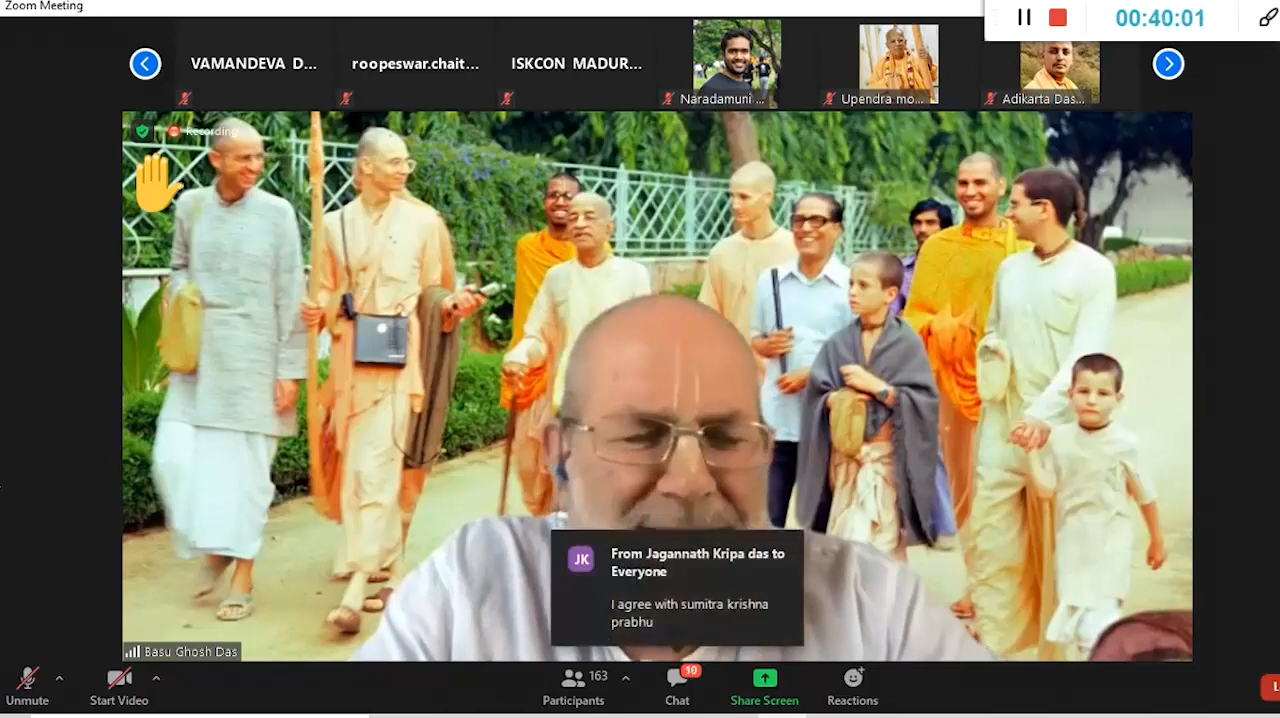 Zoom Meeting
00:40:01
VAMANDEVA D...
roopeswar.chait...
ISKCON MADUR...
Naradamuni ...
Upendra mo...
Adikarta Das...
Recording
JK
From Jagannath Kripa das to
Everyone
I agree with sumitra krishna
prabhu
Basu Ghosh Das
163
10
Unmute
Start Video
Participants
Chat
Share Screen
Reactions
L